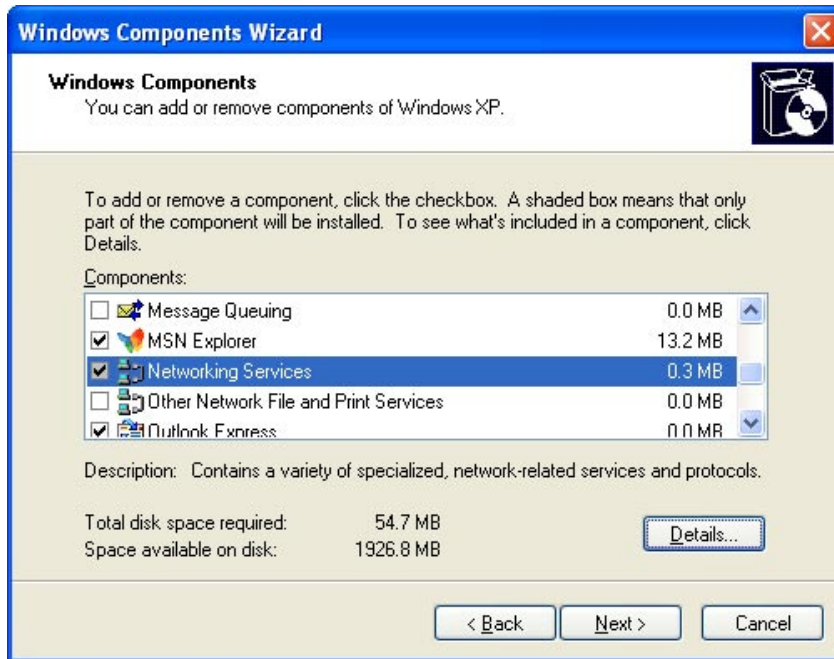 Windows Components Wizard
Windows Components
You can add or remove components of Windows XP.
To add or remove a component, click the checkbox. A shaded box means that only
part of the component will be installed. To see what's included in a component, click
Details.
Components:
Message Queuing 0.0 MB
MSN Explorer 13.2 MB
Networking Services 0.3 MB
Other Network File and Print Services 0.0 MB
Outlook Express 0.0 MB
Description: Contains a variety of specialized, network-related services and protocols.
Total disk space required: 54.7 MB
Space available on disk: 1926.8 MB
Details...
< Back Next > Cancel